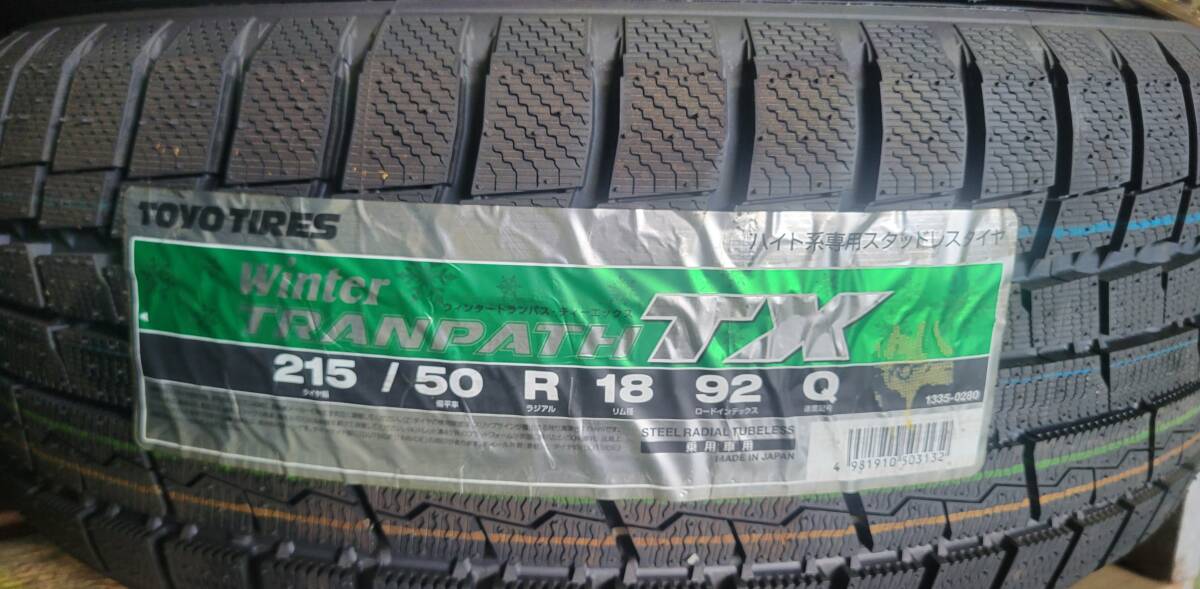 TOYO TIRES
ハイト系専用スタッドレスタイヤ
Winter
ウィンタートランパス・ティーエックス
TRANPATH TX
215 / 50 R 18 92 Q
タイヤ幅 偏平率 ラジアル リム径 ロードインデックス 速度記号
1335-0280
STEEL RADIAL TUBELESS
乗用車用
MADE IN JAPAN
4 981910 503132